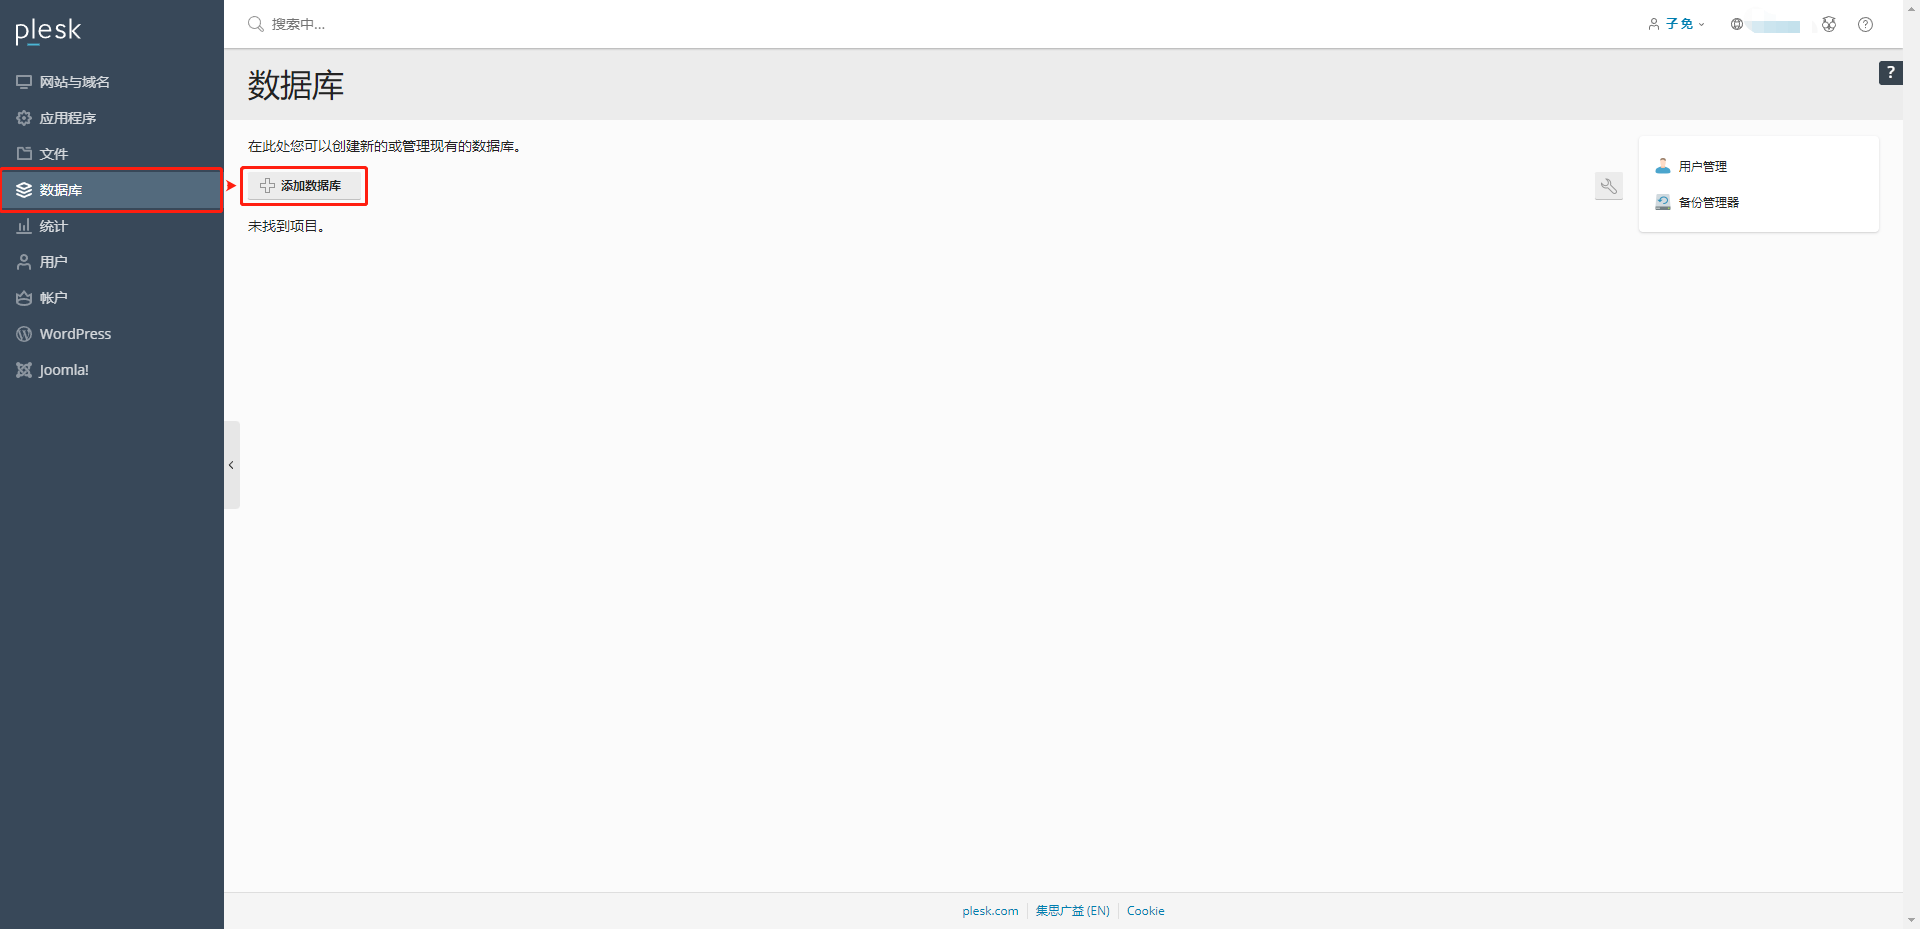 plesk
搜索中...
子 免
网站与域名
应用程序
文件
数据库
统计
用户
帐户
WordPress
Joomla!
数据库
?
在此处您可以创建新的或管理现有的数据库。
添加数据库
未找到项目。
用户管理
备份管理器
plesk.com
集思广益 (EN)
Cookie